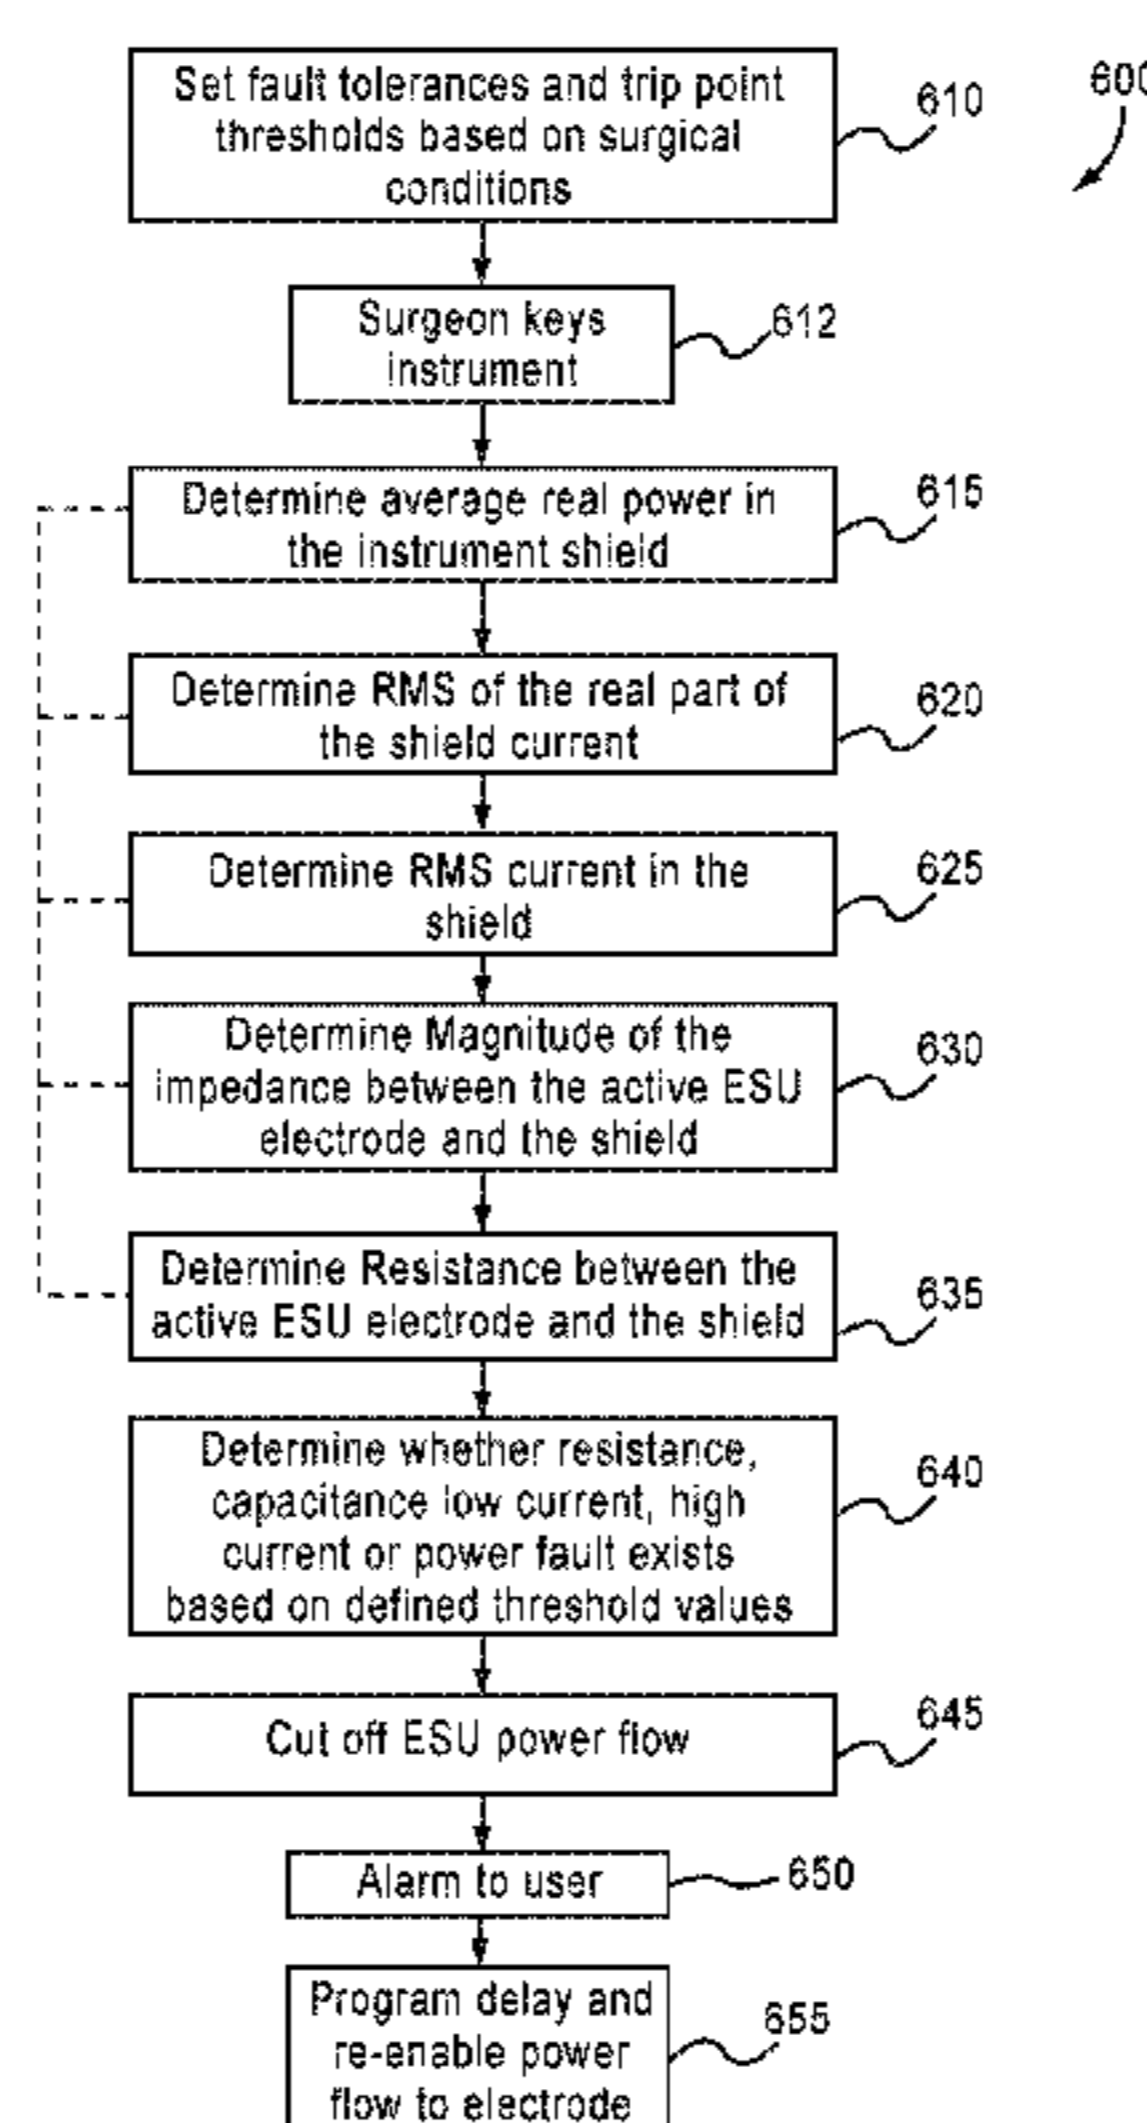 Set fault tolerances and trip point
thresholds based on surgical
conditions
610
600
Surgeon keys
instrument
612
Determine average real power in
the instrument shield
615
Determine RMS of the real part of
the shield current
620
Determine RMS current in the
shield
625
Determine Magnitude of the
impedance between the active ESU
electrode and the shield
630
Determine Resistance between the
active ESU electrode and the shield
635
Determine whether resistance,
capacitance low current, high
current or power fault exists
based on defined threshold values
640
Cut off ESU power flow
645
Alarm to user
650
Program delay and
re-enable power
flow to electrode
655